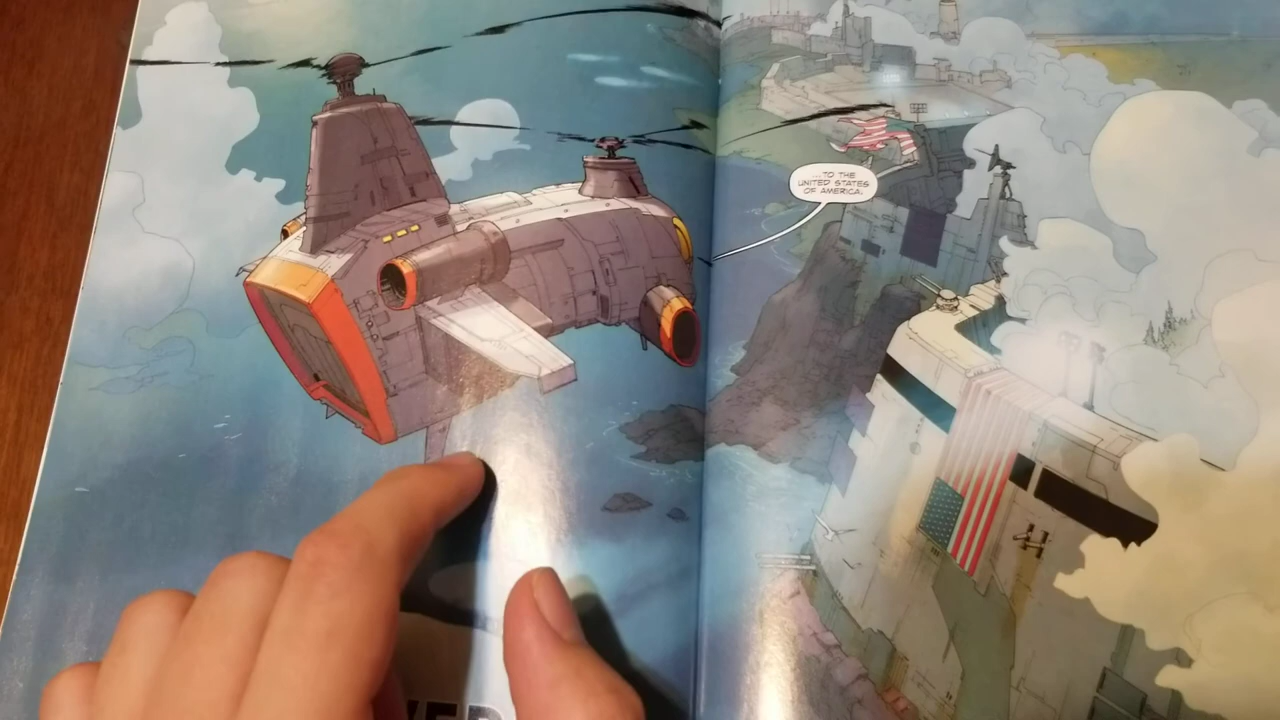 ...TO THE
UNITED STATES
OF AMERICA.